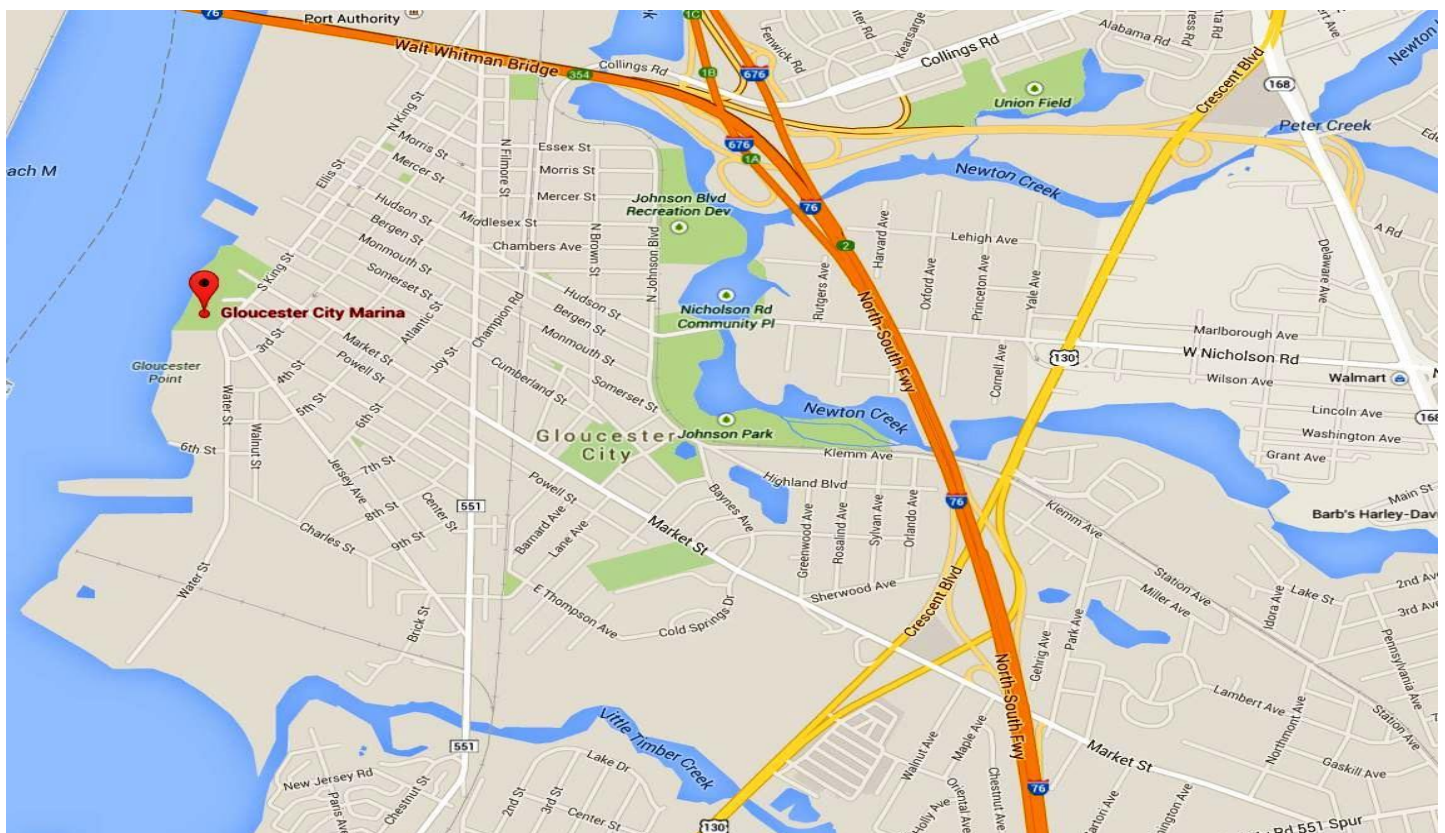 76
Port Authority
Walt Whitman Bridge
354
Collings Rd
1C
1B
676
Fenwick Rd
Kearsarge
Collings Rd
Alabama Rd
Union Field
Crescent Blvd
168
Peter Creek
Newton
ach M
N King St
Ellis St
Morris St
Mercer St
N Filmore St
Essex St
Morris St
Mercer St
676
1A
Newton Creek
Johnson Blvd
Recreation Dev
76
2
A Rd
Hudson St
Bergen St
Monmouth St
Somerset St
Middlesex St
Chambers Ave
N Brown St
N Johnson Blvd
Harvard Ave
Lehigh Ave
Delaware Ave
S King St
Gloucester City Marina
Hudson St
Bergen St
Monmouth St
Nicholson Rd
Community Pl
Rutgers Ave
Oxford Ave
Princeton Ave
Yale Ave
North-South Fwy
Marlborough Ave
W Nicholson Rd
130
Wilson Ave
Walmart
Gloucester
Point
3rd St
4th St
5th St
6th St
Market St
Powell St
Atlantic St
Joy St
Champion Rd
Cumberland St
Somerset St
Cornell Ave
Lincoln Ave
168
Washington Ave
Grant Ave
Water St
Walnut St
6th St
Jersey Ave
7th St
8th St
9th St
Center St
Charles St
Gloucester
City
Johnson Park
Newton Creek
Klemm Ave
Highland Blvd
Baynes Ave
551
Powell St
Barnard Ave
Lane Ave
Market St
Greenwood Ave
Rosalind Ave
Sylvan Ave
Orlando Ave
76
Klemm Ave
Main St
Barb's Harley-Dav
Water St
Brick St
E Thompson Ave
Cold Springs Dr
Sherwood Ave
Crescent Blvd
Station Ave
Miller Ave
Idora Ave
Lake St
2nd Ave
3rd Ave
Pennsylvania Ave
Gehrig Ave
Park Ave
North-South Fwy
Lambert Ave
Northmont Ave
Station Ave
Gaskill Ave
551
Little Timber Creek
Lake Dr
New Jersey Rd
Paris Ave
Chestnut St
2nd St
3rd St
Center St
130
Walnut Ave
Maple Ave
Holly Ave
Oriental Ave
Chestnut Ave
76
Market St
Barton Ave
Rd 551 Spur